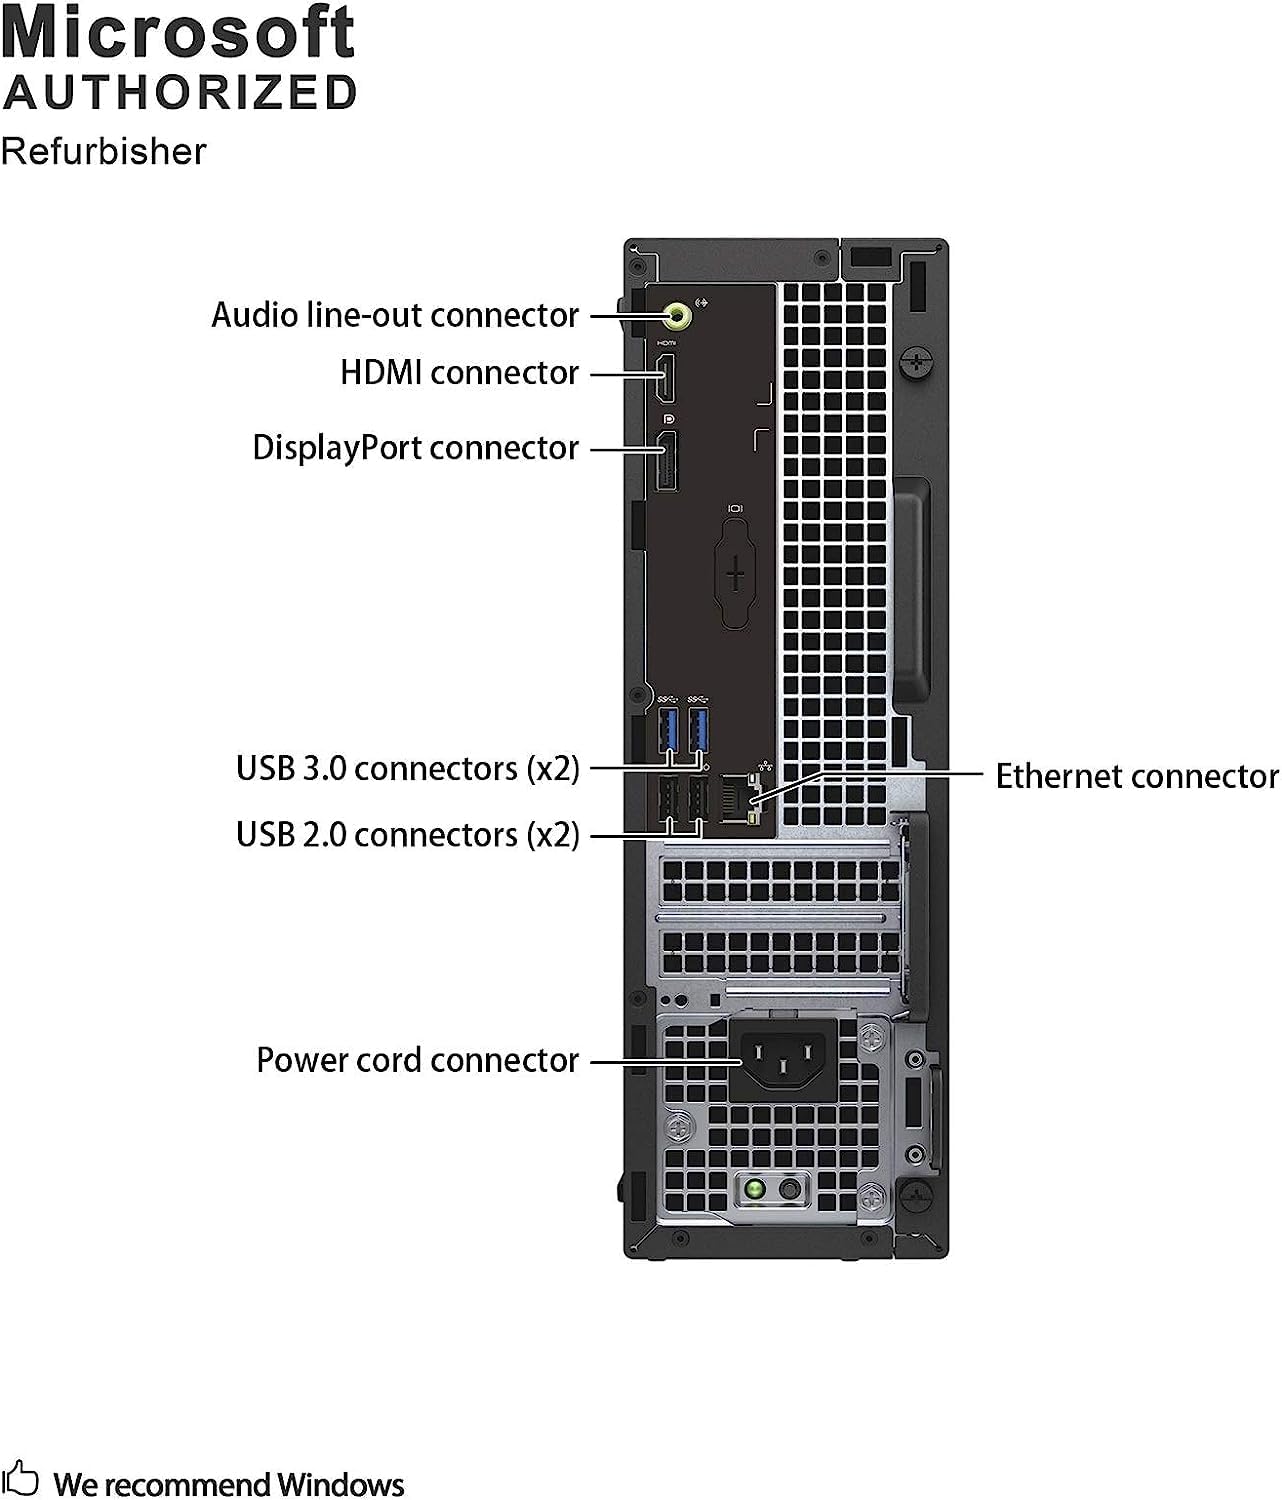 Microsoft
AUTHORIZED
Refurbisher
Audio line-out connector
HDMI
HDMI connector
DisplayPort connector
USB 3.0 connectors (x2)
Ethernet connector
USB 2.0 connectors (x2)
Power cord connector
We recommend Windows